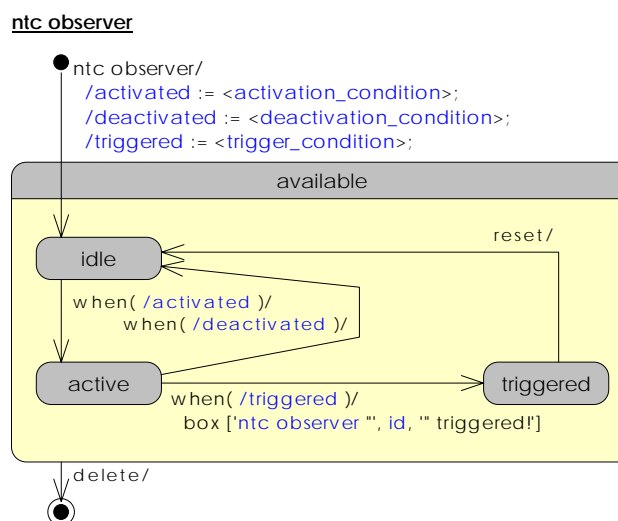 ntc observer
ntc observer/
/activated := <activation_condition>;
/deactivated := <deactivation_condition>;
/triggered := <trigger_condition>;
available
reset/
idle
when( /activated )/
when( /deactivated )/
active
triggered
when( /triggered )/
box ['ntc observer "', id, '" triggered!']
delete/